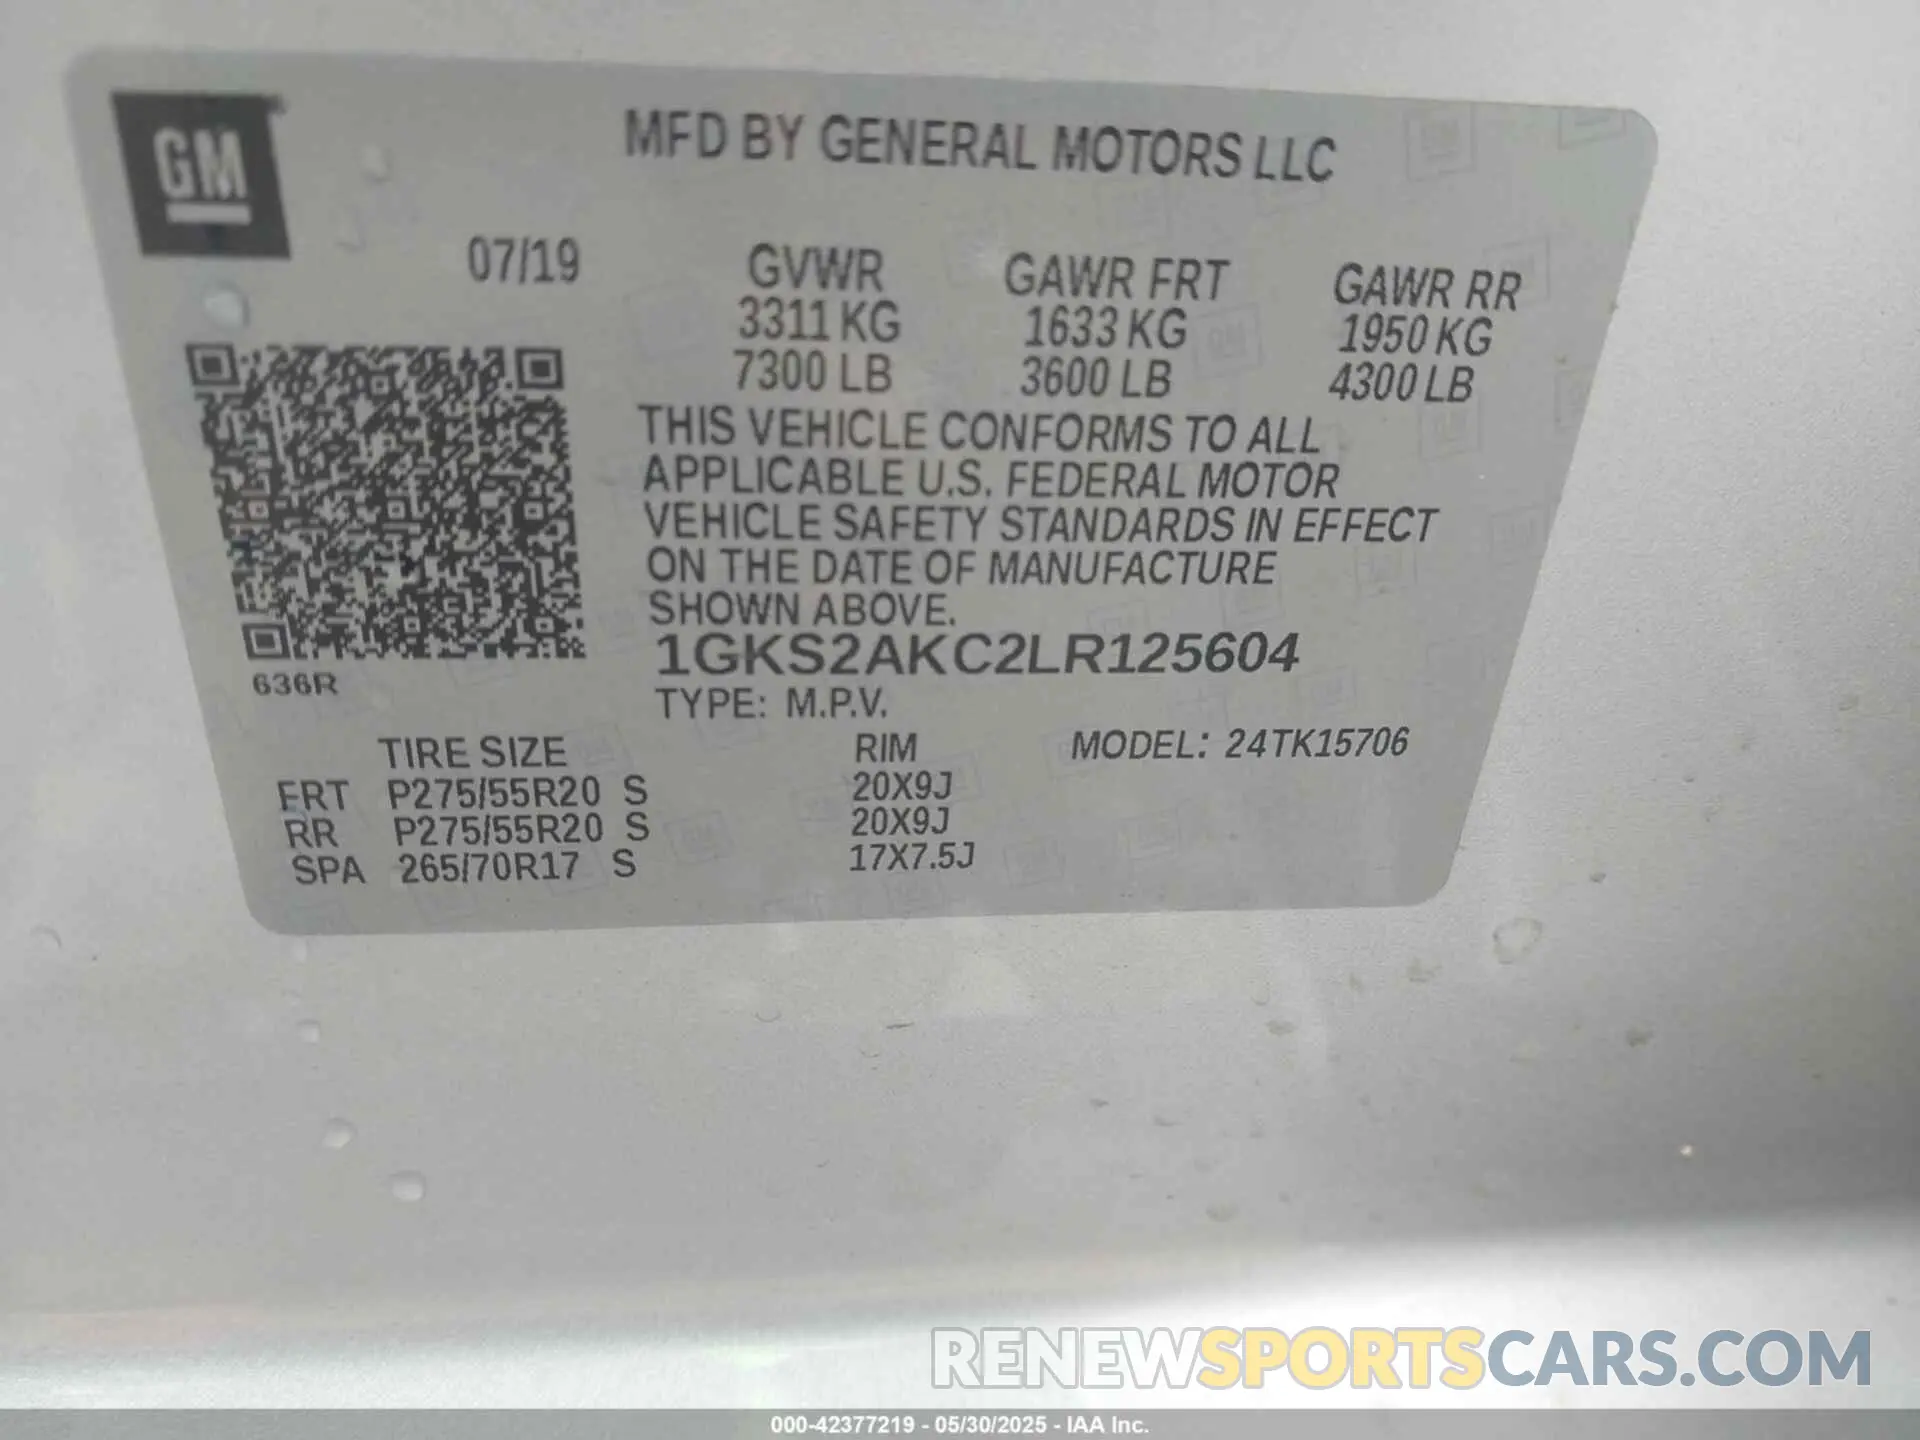 GM
MFD BY GENERAL MOTORS LLC
07/19
GVWR GAWR FRT GAWR RR
3311 KG 1633 KG 1950 KG
7300 LB 3600 LB 4300 LB
THIS VEHICLE CONFORMS TO ALL
APPLICABLE U.S. FEDERAL MOTOR
VEHICLE SAFETY STANDARDS IN EFFECT
ON THE DATE OF MANUFACTURE
SHOWN ABOVE.
1GKS2AKC2LR125604
636R
TYPE: M.P.V.
TIRE SIZE RIM MODEL: 24TK15706
FRT P275/55R20 S 20X9J
RR P275/55R20 S 20X9J
SPA 265/70R17 S 17X7.5J
RENEWSPORTSCARS.COM
000-42377219 - 05/30/2025 - IAA Inc.